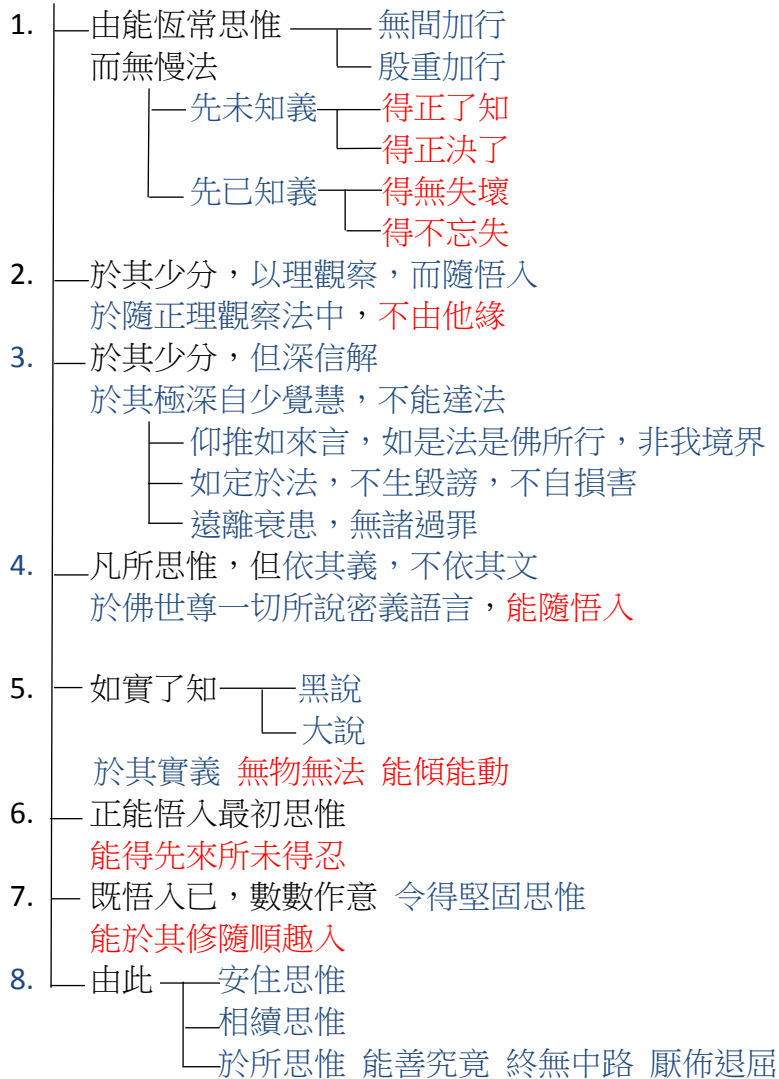 1. 由能恆常思惟 無間加行
而無慢法 殷重加行
先未知義 得正了知
得正決了
先已知義 得無失壞
得不忘失
2. 於其少分，以理觀察，而隨悟入
於隨正理觀察法中，不由他緣
3. 於其少分，但深信解
於其極深自少覺慧，不能達法
仰推如來言，如是法是佛所行，非我境界
如定於法，不生毀謗，不自損害
遠離衰患，無諸過罪
4. 凡所思惟，但依其義，不依其文
於佛世尊一切所說密義語言，能隨悟入
5. 如實了知 黑說
大說
於其實義 無物無法 能傾能動
6. 正能悟入最初思惟
能得先來所未得忍
7. 既悟入已，數數作意 令得堅固思惟
能於其修隨順趣入
8. 由此 安住思惟
相續思惟
於所思惟 能善究竟 終無中路 厭佈退屈